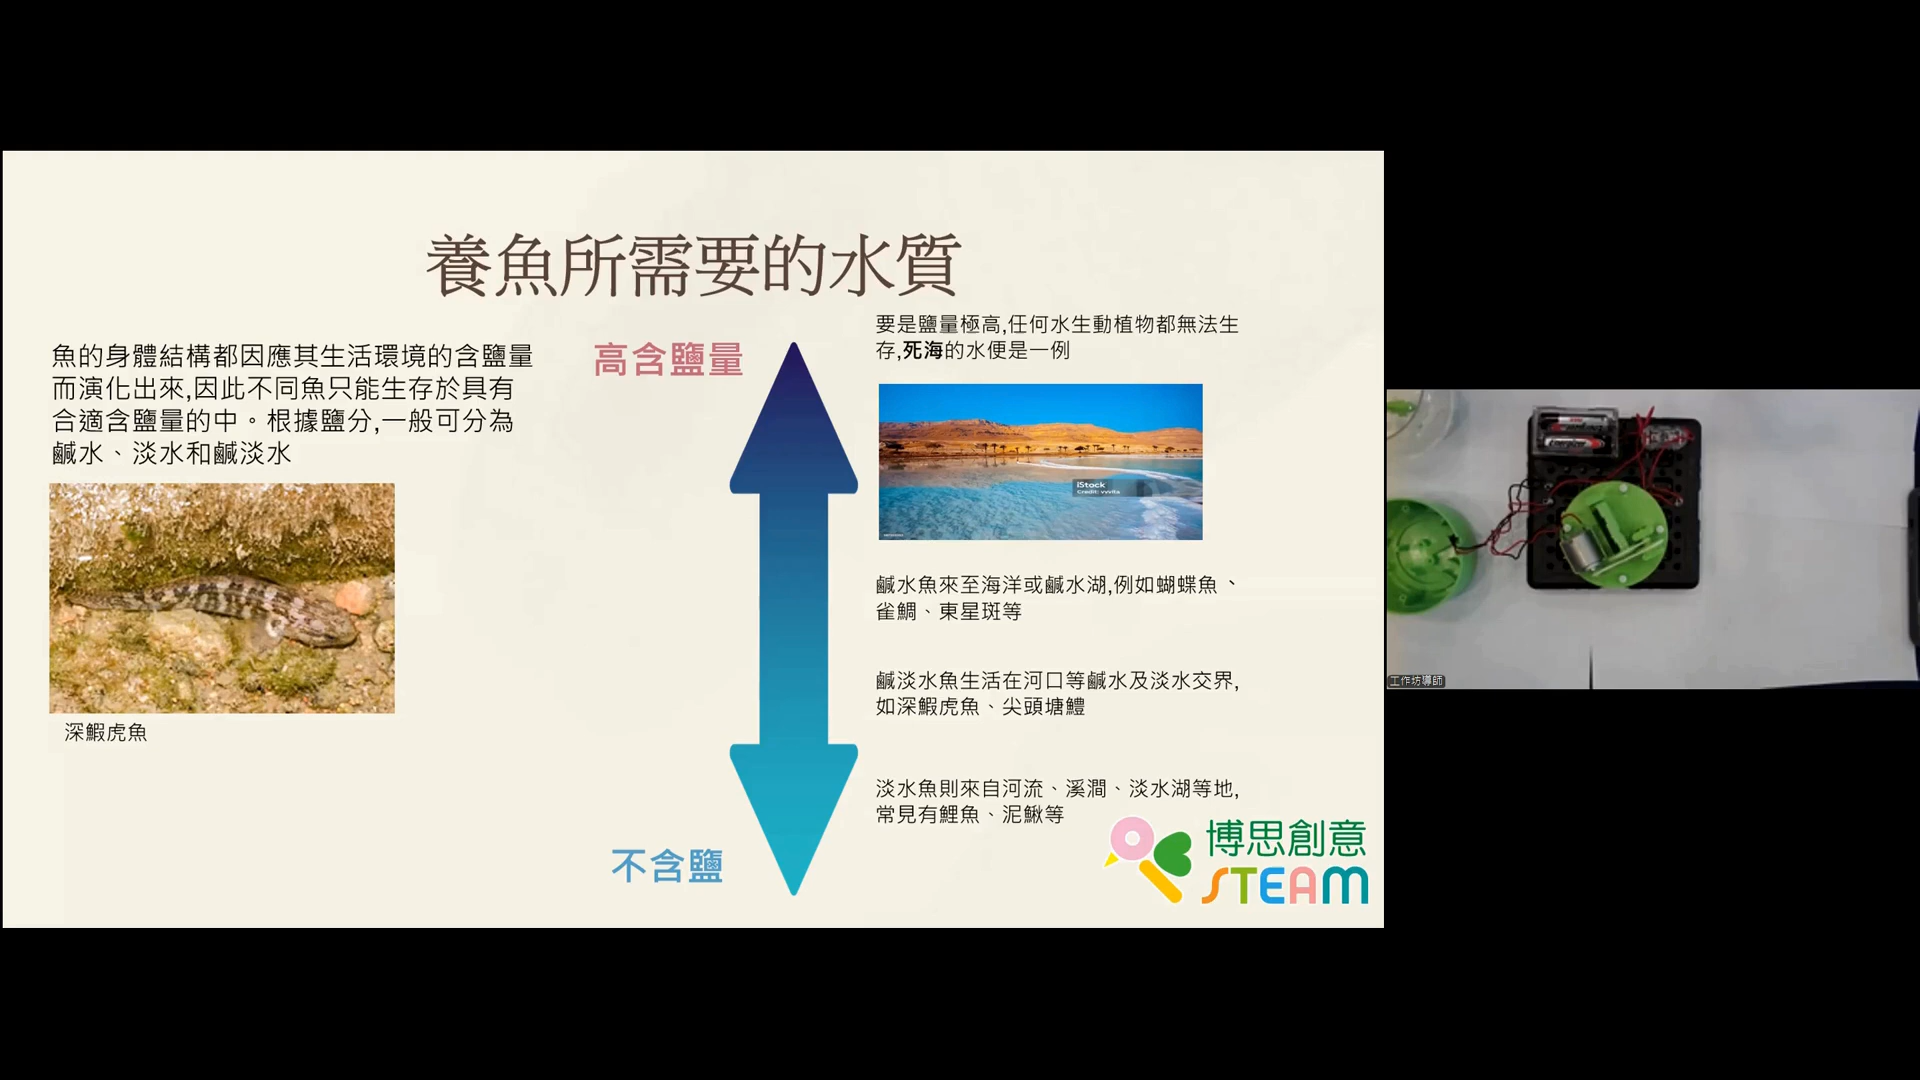 養魚所需要的水質
魚的身體結構都因應其生活環境的含鹽量
而演化出來,因此不同魚只能生存於具有
合適含鹽量的中。根據鹽分,一般可分為
鹹水、淡水和鹹淡水
深鰕虎魚
高含鹽量
不含鹽
要是鹽量極高,任何水生動植物都無法生
存,死海的水便是一例
iStock
Credit: vvvita
鹹水魚來至海洋或鹹水湖,例如蝴蝶魚、
雀鯛、東星斑等
鹹淡水魚生活在河口等鹹水及淡水交界,
如深鰕虎魚、尖頭塘鱧
淡水魚則來自河流、溪澗、淡水湖等地,
常見有鯉魚、泥鰍等
博思創意
STEAM
工作坊導師